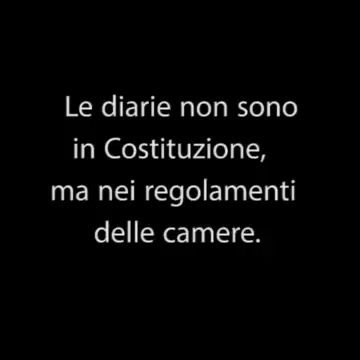 Le diarie non sono
in Costituzione,
ma nei regolamenti
delle camere.